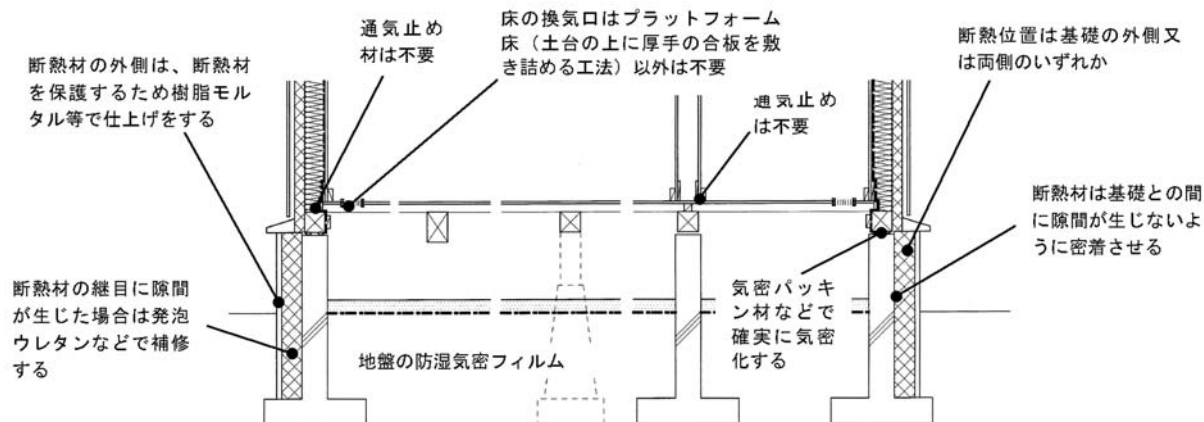 断熱材の外側は、断熱材
を保護するため樹脂モル
タル等で仕上げをする
通気止め
材は不要
床の換気口はプラットフォーム
床（土台の上に厚手の合板を敷
き詰める工法）以外は不要
通気止め
は不要
断熱位置は基礎の外側又
は両側のいずれか
断熱材は基礎との間
に隙間が生じないよ
うに密着させる
断熱材の継目に隙間
が生じた場合は発泡
ウレタンなどで補修
する
地盤の防湿気密フィルム
気密パッキ
ン材などで
確実に気密
化する